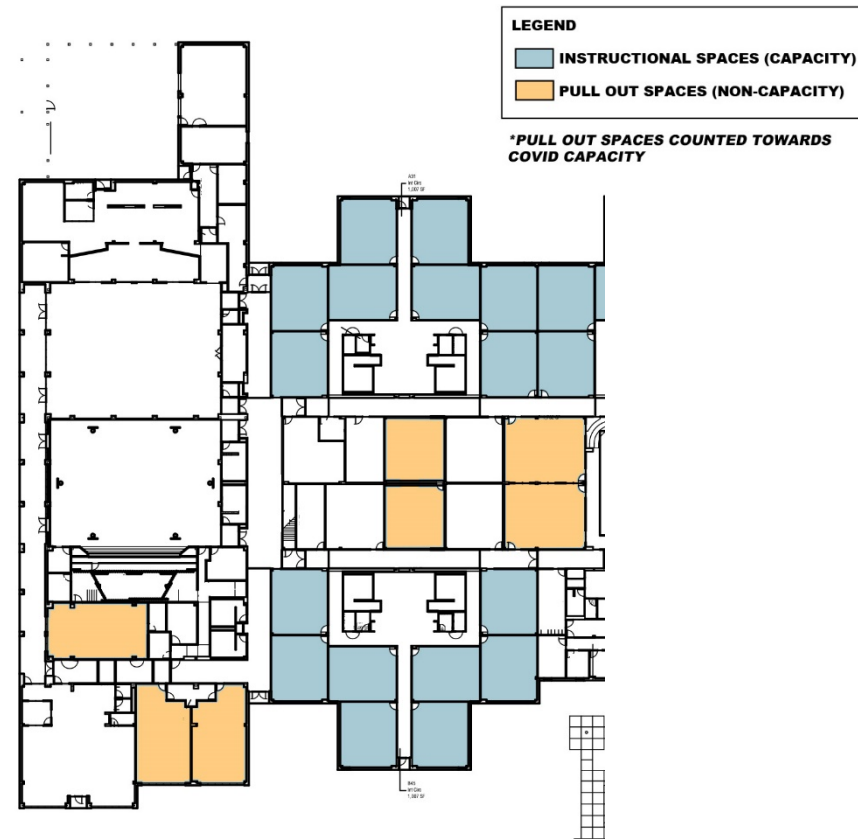 LEGEND
INSTRUCTIONAL SPACES (CAPACITY)
PULL OUT SPACES (NON-CAPACITY)
*PULL OUT SPACES COUNTED TOWARDS
COVID CAPACITY